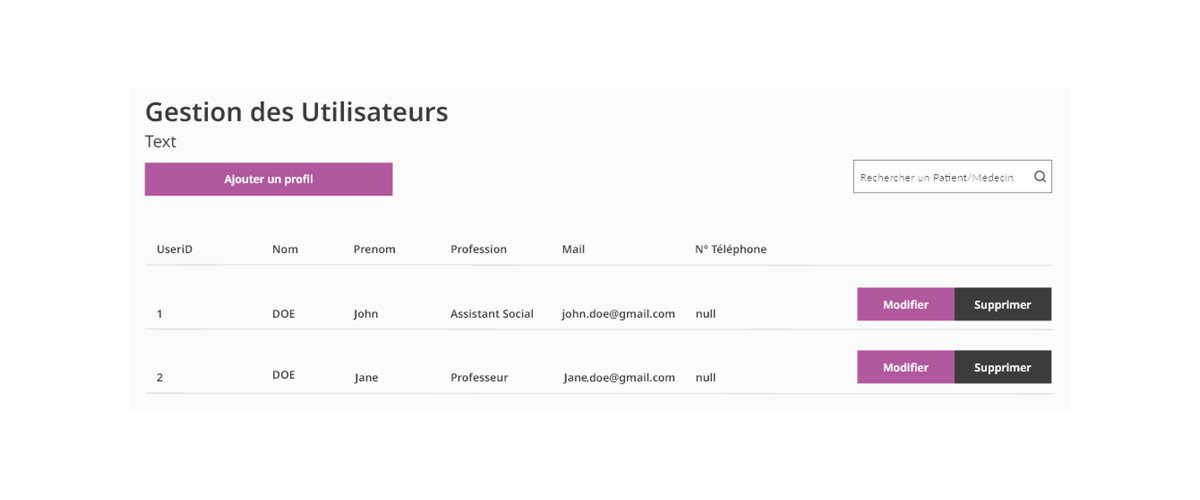 Gestion des Utilisateurs
Text
Ajouter un profil
Rechercher un Patient/Médecin
UseriD Nom Prenom Profession Mail N° Téléphone
1 DOE John Assistant Social john.doe@gmail.com null Modifier Supprimer
2 DOE Jane Professeur Jane.doe@gmail.com null Modifier Supprimer